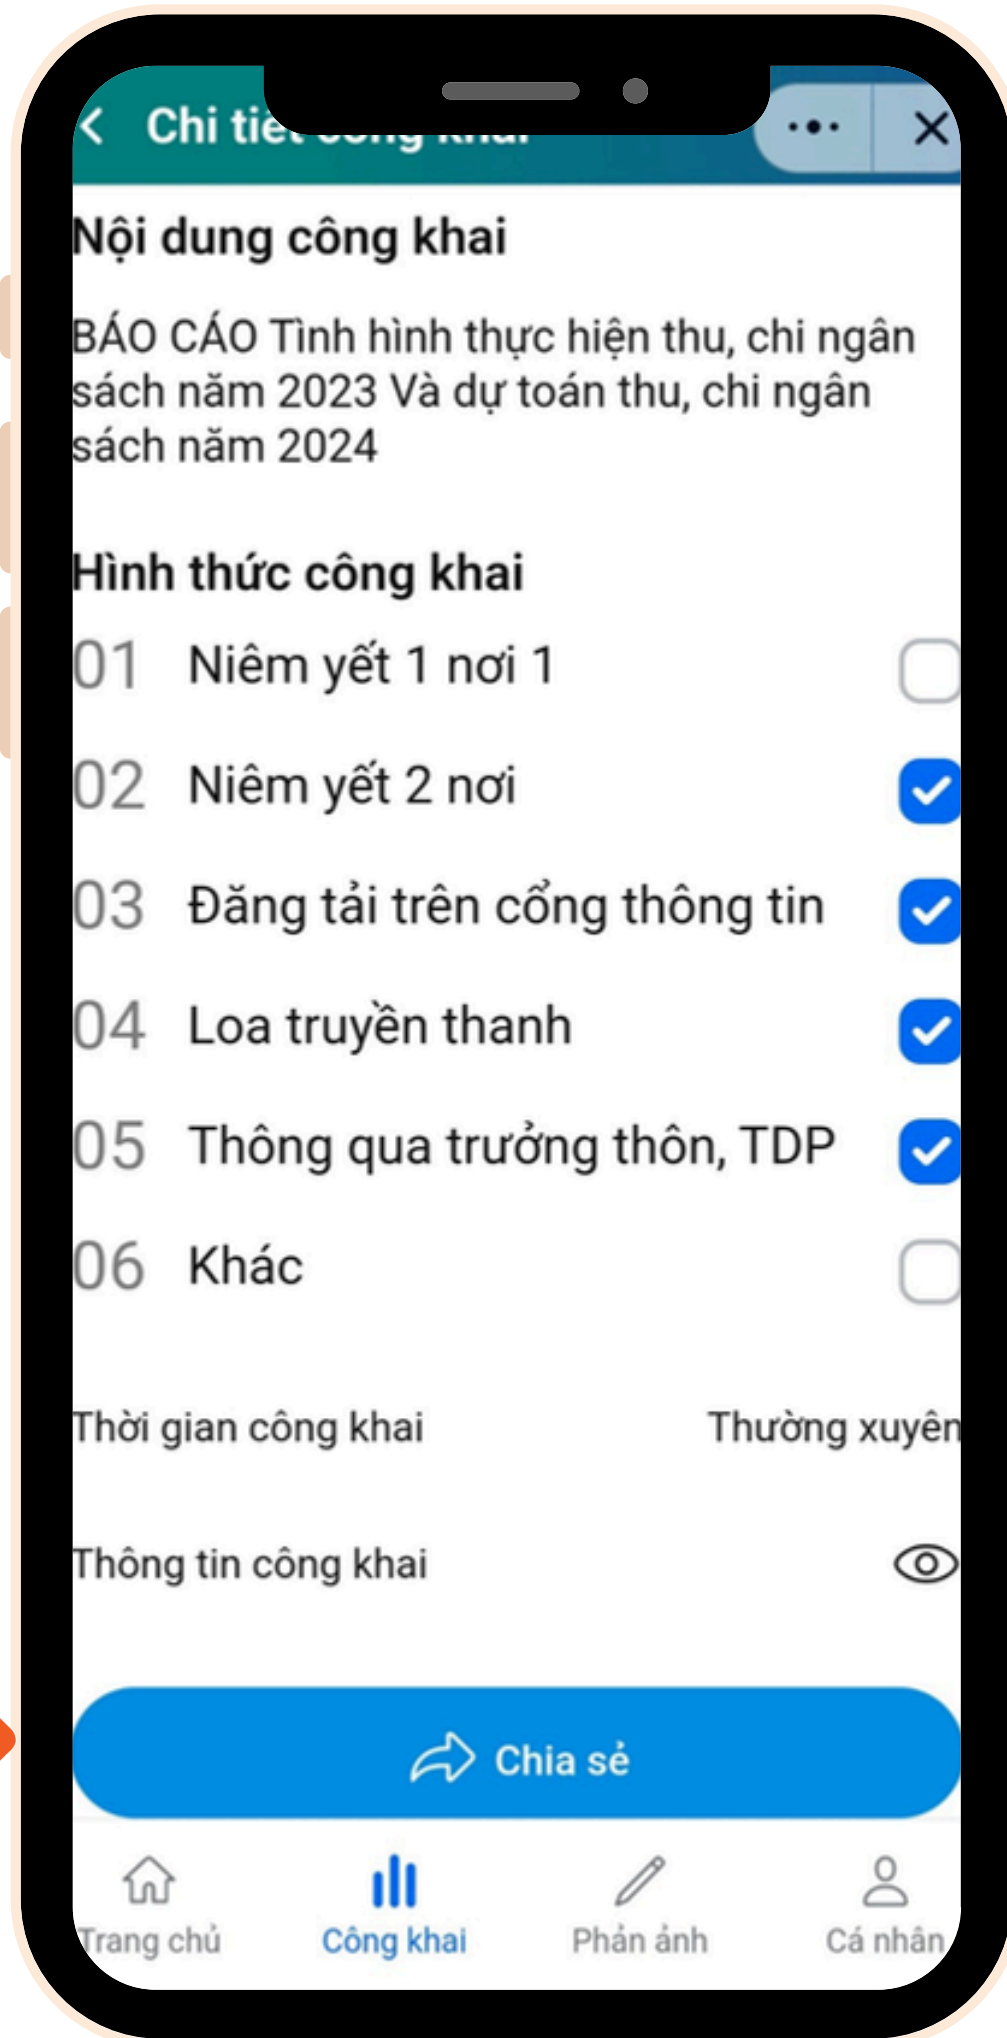 Chi tiết công khai
Nội dung công khai
BÁO CÁO Tình hình thực hiện thu, chi ngân
sách năm 2023 Và dự toán thu, chi ngân
sách năm 2024
Hình thức công khai
01 Niêm yết 1 nơi 1
02 Niêm yết 2 nơi
03 Đăng tải trên cổng thông tin
04 Loa truyền thanh
05 Thông qua trưởng thôn, TDP
06 Khác
Thời gian công khai Thường xuyên
Thông tin công khai
Chia sẻ
Trang chủ Công khai Phản ánh Cá nhân